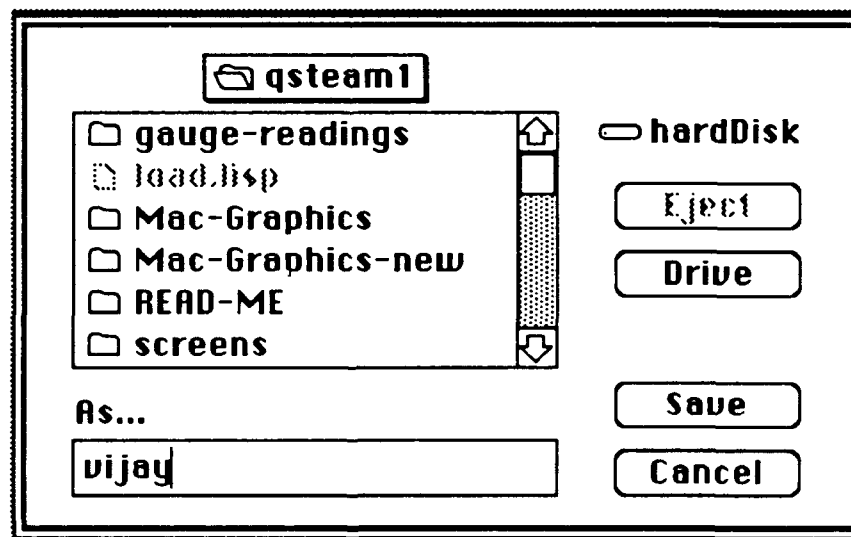 qsteam1
gauge-readings
load.lisp
Mac-Graphics
Mac-Graphics-new
READ-ME
screens
As...
vijay
hardDisk
Eject
Drive
Save
Cancel